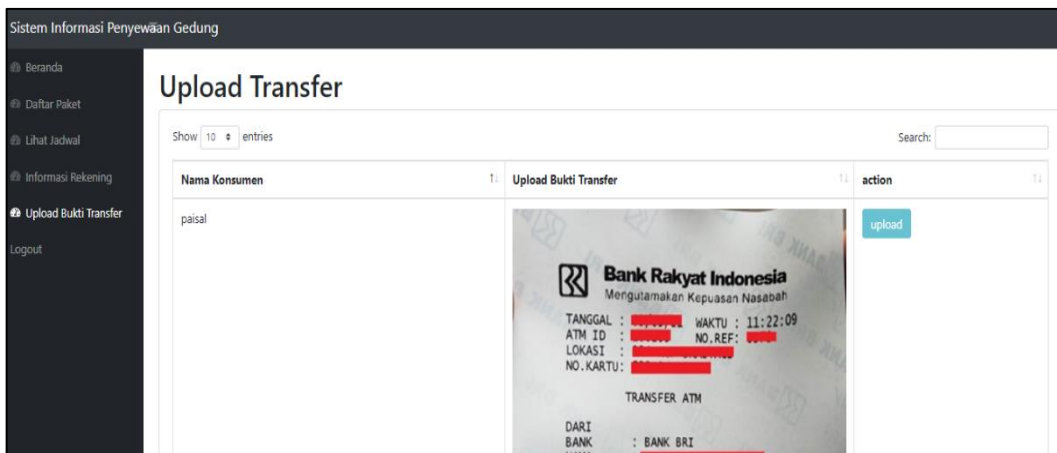 Sistem Informasi Penyewaan Gedung
Beranda
Daftar Paket
Lihat Jadwal
Informasi Rekening
Upload Bukti Transfer
Logout
Upload Transfer
Show 10 entries
Search:
Nama Konsumen Upload Bukti Transfer action
paisal
upload
Bank Rakyat Indonesia
Mengutamakan Kepuasan Nasabah
TANGGAL : WAKTU : 11:22:09
ATM ID : NO.REF:
LOKASI :
NO.KARTU:
TRANSFER ATM
DARI
BANK : BANK BRI